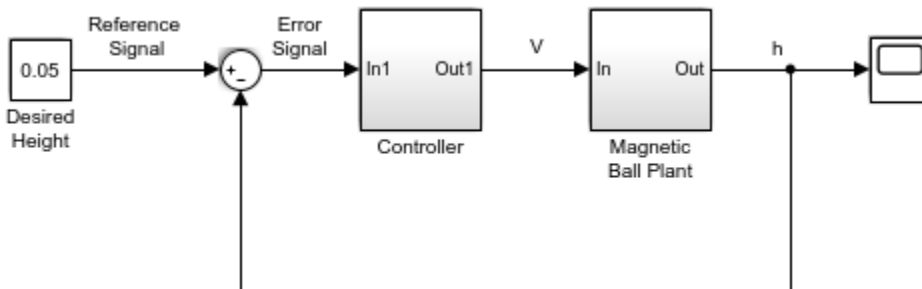 Reference
Signal
Error
Signal
0.05
+
−
In1
Out1
V
In
Out
h
Desired
Height
Controller
Magnetic
Ball Plant